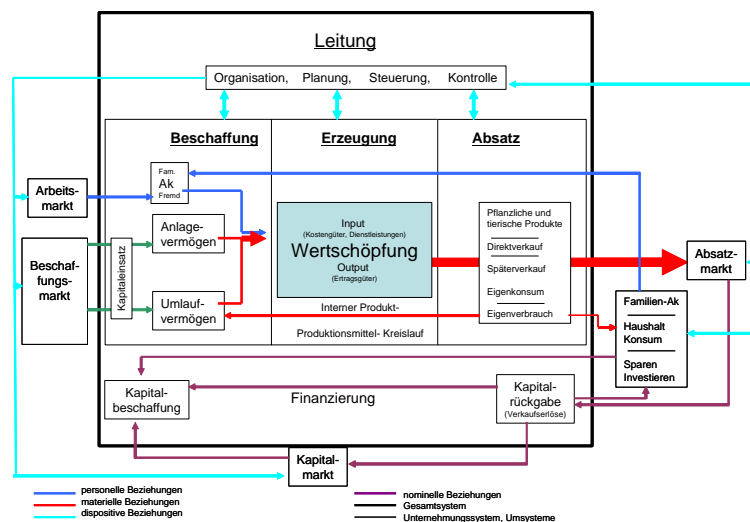 Leitung
Organisation, Planung, Steuerung, Kontrolle
Beschaffung
Erzeugung
Absatz
Arbeits-
markt
Fam.
Ak
Fremd
Beschaf-
fungsmarkt
Kapitaleinsatz
Anlage-
vermögen
Umlauf-
vermögen
Input
(Kostengüter, Dienstleistungen)
Wertschöpfung
Output
(Ertragsgüter)
Interner Produkt-
Produktionsmittel- Kreislauf
Pflanzliche und
tierische Produkte
Direktverkauf
Späterverkauf
Eigenkonsum
Eigenverbrauch
Absatz-
markt
Familien-Ak
Haushalt
Konsum
Sparen
Investieren
Kapital-
beschaffung
Finanzierung
Kapital-
rückgabe
(Verkaufserlöse)
Kapital-
markt
personelle Beziehungen
materielle Beziehungen
dispositive Beziehungen
nominelle Beziehungen
Gesamtsystem
Unternehmungssystem, Umsysteme